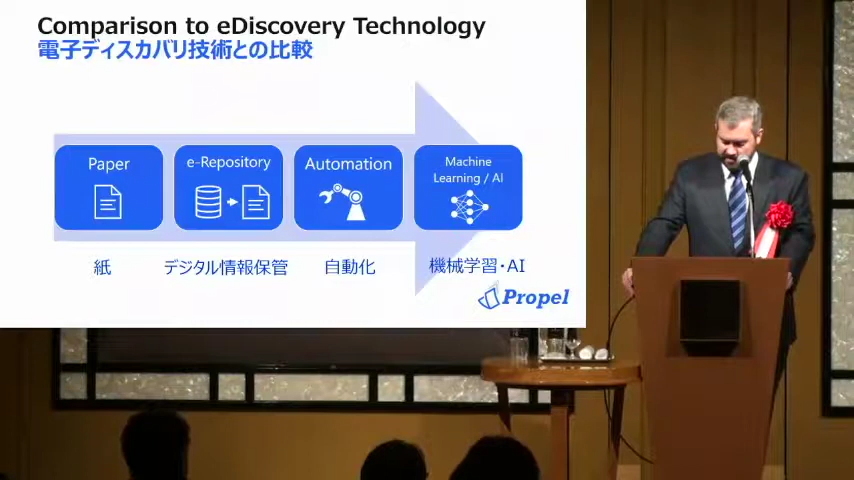 Comparison to eDiscovery Technology
電子ディスカバリ技術との比較
Paper
e-Repository
Automation
Machine
Learning / AI
紙
デジタル情報保管
自動化
機械学習・AI
Propel